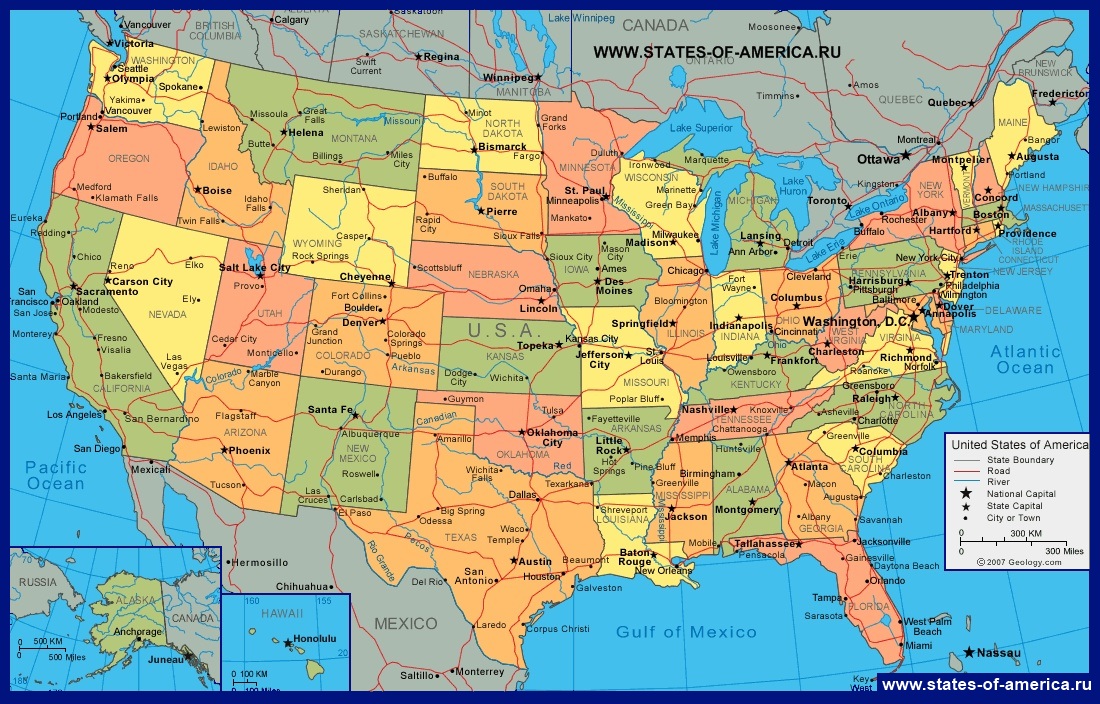 Vancouver
Calgary
ALBERTA
Saskatoon
Lake Winnipeg
CANADA
Moosonee
BRITISH
COLUMBIA
SASKATCHEWAN
WWW.STATES-OF-AMERICA.RU
ONTARIO
Victoria
Swift
Current
Regina
Winnipeg
MANITOBA
Timmins
Amos
QUEBEC
Quebec
NEW
BRUNSWICK
Fredericton
WASHINGTON
Seattle
Olympia
Spokane
Yakima
Vancouver
Portland
Salem
OREGON
Medford
Klamath Falls
Lewiston
IDAHO
Boise
Idaho
Falls
Twin Falls
Missoula
Great
Falls
Helena
MONTANA
Missouri
Butte
Billings
Miles
City
Minot
NORTH
DAKOTA
Bismarck
Fargo
Grand
Forks
Buffalo
SOUTH
DAKOTA
Pierre
Rapid
City
Sioux Falls
Duluth
MINNESOTA
St. Paul
Minneapolis
Mankato
Mississippi
Lake Superior
Ironwood
Marquette
WISCONSIN
Marinette
Green Bay
Milwaukee
Madison
Lake Michigan
Lake
Huron
MICHIGAN
Lansing
Detroit
Ann Arbor
Lake Erie
Toronto
Lake Ontario
Kingston
Ottawa
Montreal
Montpelier
VERMONT
MAINE
Bangor
Augusta
Portland
NEW HAMPSHIR
Concord
MASSACHUSET
Boston
NEW
YORK
Albany
Rochester
Buffalo
Hartford
Providence
RHODE
ISLAND
CONNECTICUT
NEW JERSEY
Sheridan
WYOMING
Casper
Rock Springs
Cheyenne
Eureka
Redding
Chico
Reno
Carson City
Elko
Ely
NEVADA
Las
Vegas
San
Francisco
Sacramento
Oakland
San Jose
Modesto
Monterey
Fresno
Visalia
Bakersfield
Santa Maria
CALIFORNIA
Los Angeles
San Bernardino
San Diego
Mexicali
Salt Lake City
Provo
UTAH
Cedar City
Monticello
Colorado
Marble
Canyon
Flagstaff
ARIZONA
Phoenix
Tucson
Fort Collins
Boulder
Denver
Grand
Junction
Colorado
Springs
COLORADO
Pueblo
Durango
Arkansas
Scottsbluff
NEBRASKA
Omaha
Lincoln
U.S.A.
Topeka
KANSAS
Kansas City
Dodge
City
Wichita
Sioux City
Mason
City
IOWA
Ames
Des
Moines
Jefferson
City
St.
Louis
MISSOURI
Poplar Bluff
Chicago
Bloomington
Springfield
ILLINOIS
Fort
Wayne
Indianapolis
INDIANA
Cleveland
Columbus
OHIO
Cincinnati
Ohio
Louisville
Frankfort
Owensboro
KENTUCKY
Erie
PENNSYLVANIA
Harrisburg
Pittsburgh
New York City
Trenton
Philadelphia
Wilmington
Baltimore
Dover
Annapolis
DELAWARE
MARYLAND
Washington, D.C.
WEST
VIRGINIA
Charleston
VIRGINIA
Richmond
Norfolk
Roanoke
Greensboro
Raleigh
NORTH
CAROLINA
Asheville
Charlotte
Greenville
Columbia
SOUTH
CAROLINA
Charleston
Nashville
Knoxville
TENNESSEE
Chattanooga
Memphis
Santa Fe
Albuquerque
NEW
MEXICO
Roswell
Las
Cruces
Carlsbad
El Paso
Guymon
Tulsa
Canadian
Oklahoma
City
OKLAHOMA
Red
Amarillo
Wichita
Falls
Dallas
Big Spring
Odessa
TEXAS
Pecos
Rio Grande
Waco
Temple
Austin
Houston
Beaumont
San
Antonio
Del Rio
Galveston
Laredo
Corpus Christi
Fayetteville
ARKANSAS
Little
Rock
Hot
Springs
Pine Bluff
Texarkana
Shreveport
LOUISIANA
Baton
Rouge
New Orleans
Greenville
MISSISSIPPI
Mississippi
Jackson
Birmingham
ALABAMA
Montgomery
Mobile
Atlanta
Macon
Augusta
Albany
GEORGIA
Savannah
Tallahassee
Pensacola
Jacksonville
Gainesville
Daytona Beach
Orlando
Tampa
FLORIDA
Sarasota
West Palm
Beach
Miami
Key
West
Nassau
Pacific
Ocean
Atlantic
Ocean
Gulf of Mexico
MEXICO
Hermosillo
Chihuahua
Monterrey
Saltillo
United States of America
State Boundary
Road
River
National Capital
State Capital
City or Town
0 300 KM
0 300 Miles
© 2007 Geology.com
70
RUSSIA
ALASKA
CANADA
Anchorage
Juneau
0 500 KM
0 500 Miles
180
160 155
HAWAII
Honolulu
20
0 100 KM
0 100 Miles
www.states-of-america.ru